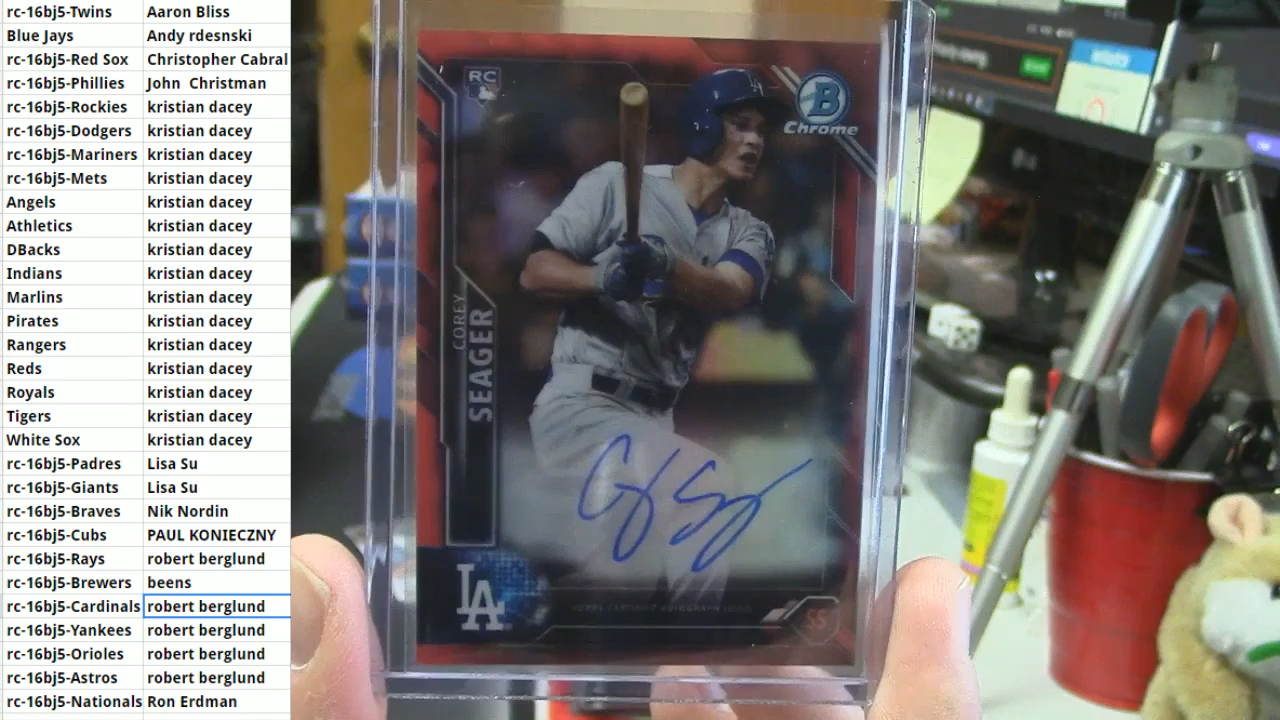 rc-16bj5-Twins Aaron Bliss
Blue Jays Andy rdesnski
rc-16bj5-Red Sox Christopher Cabral
rc-16bj5-Phillies John Christman
rc-16bj5-Rockies kristian dacey
rc-16bj5-Dodgers kristian dacey
rc-16bj5-Mariners kristian dacey
rc-16bj5-Mets kristian dacey
Angels kristian dacey
Athletics kristian dacey
DBacks kristian dacey
Indians kristian dacey
Marlins kristian dacey
Pirates kristian dacey
Rangers kristian dacey
Reds kristian dacey
Royals kristian dacey
Tigers kristian dacey
White Sox kristian dacey
rc-16bj5-Padres Lisa Su
rc-16bj5-Giants Lisa Su
rc-16bj5-Braves Nik Nordin
rc-16bj5-Cubs PAUL KONIECZNY
rc-16bj5-Rays robert berglund
rc-16bj5-Brewers beens
rc-16bj5-Cardinals robert berglund
rc-16bj5-Yankees robert berglund
rc-16bj5-Orioles robert berglund
rc-16bj5-Astros robert berglund
rc-16bj5-Nationals Ron Erdman
RC
B
Chrome
LA
COREY
SEAGER
LA
TOPPS CERTIFIED AUTOGRAPH ISSUE
SS